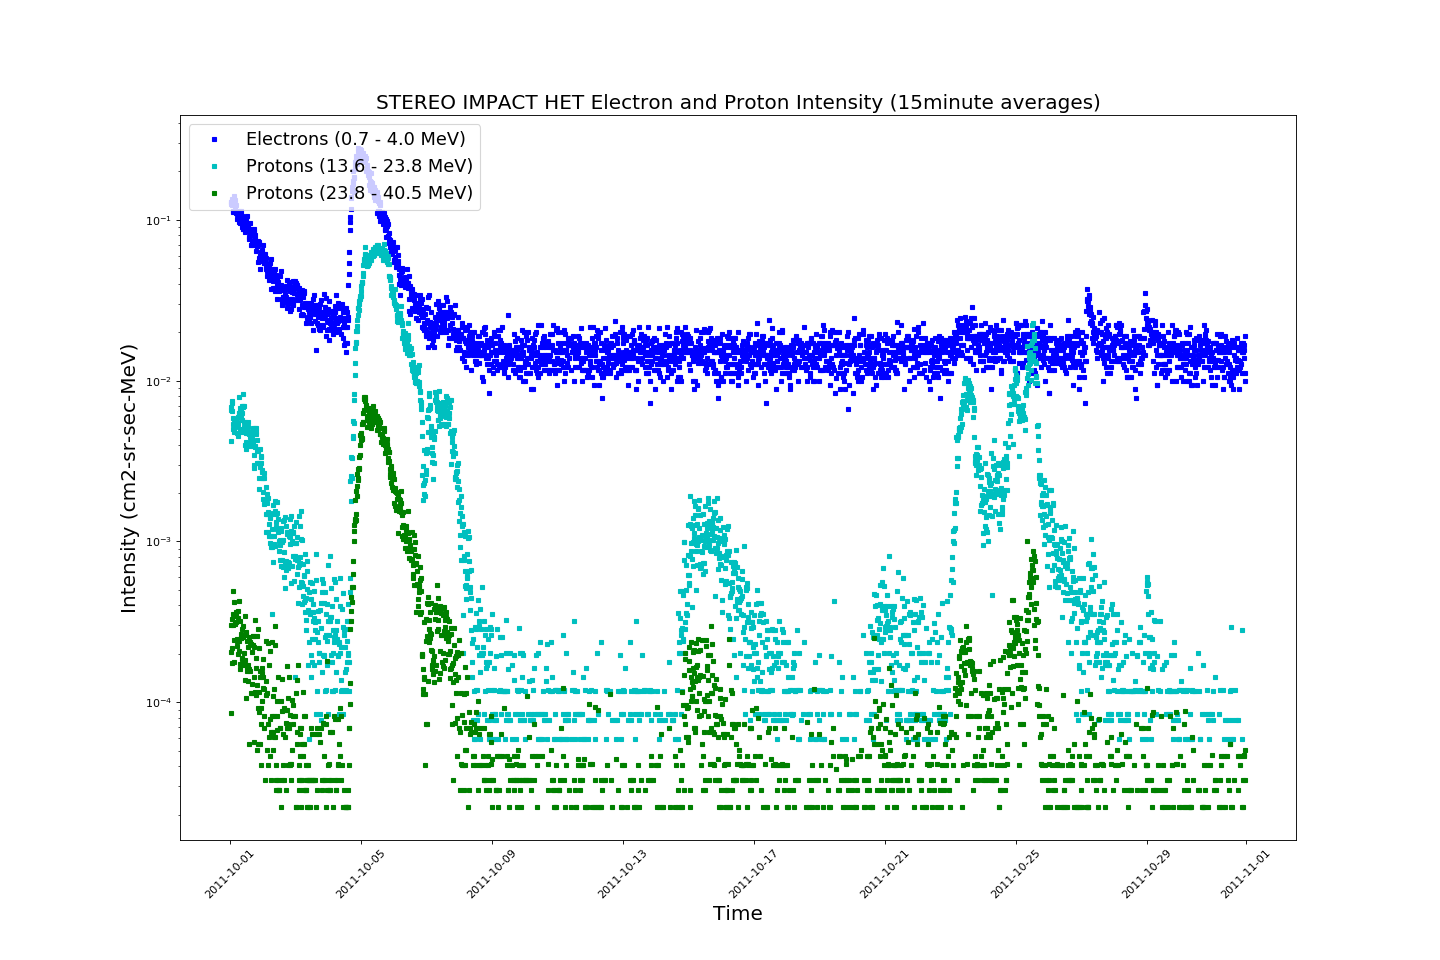 STEREO IMPACT HET Electron and Proton Intensity (15minute averages)
Electrons (0.7 - 4.0 MeV)
Protons (13.6 - 23.8 MeV)
Protons (23.8 - 40.5 MeV)
10⁻¹
10⁻²
10⁻³
10⁻⁴
Intensity (cm2-sr-sec-MeV)
2011-10-01
2011-10-05
2011-10-09
2011-10-13
2011-10-17
2011-10-21
2011-10-25
2011-10-29
2011-11-01
Time